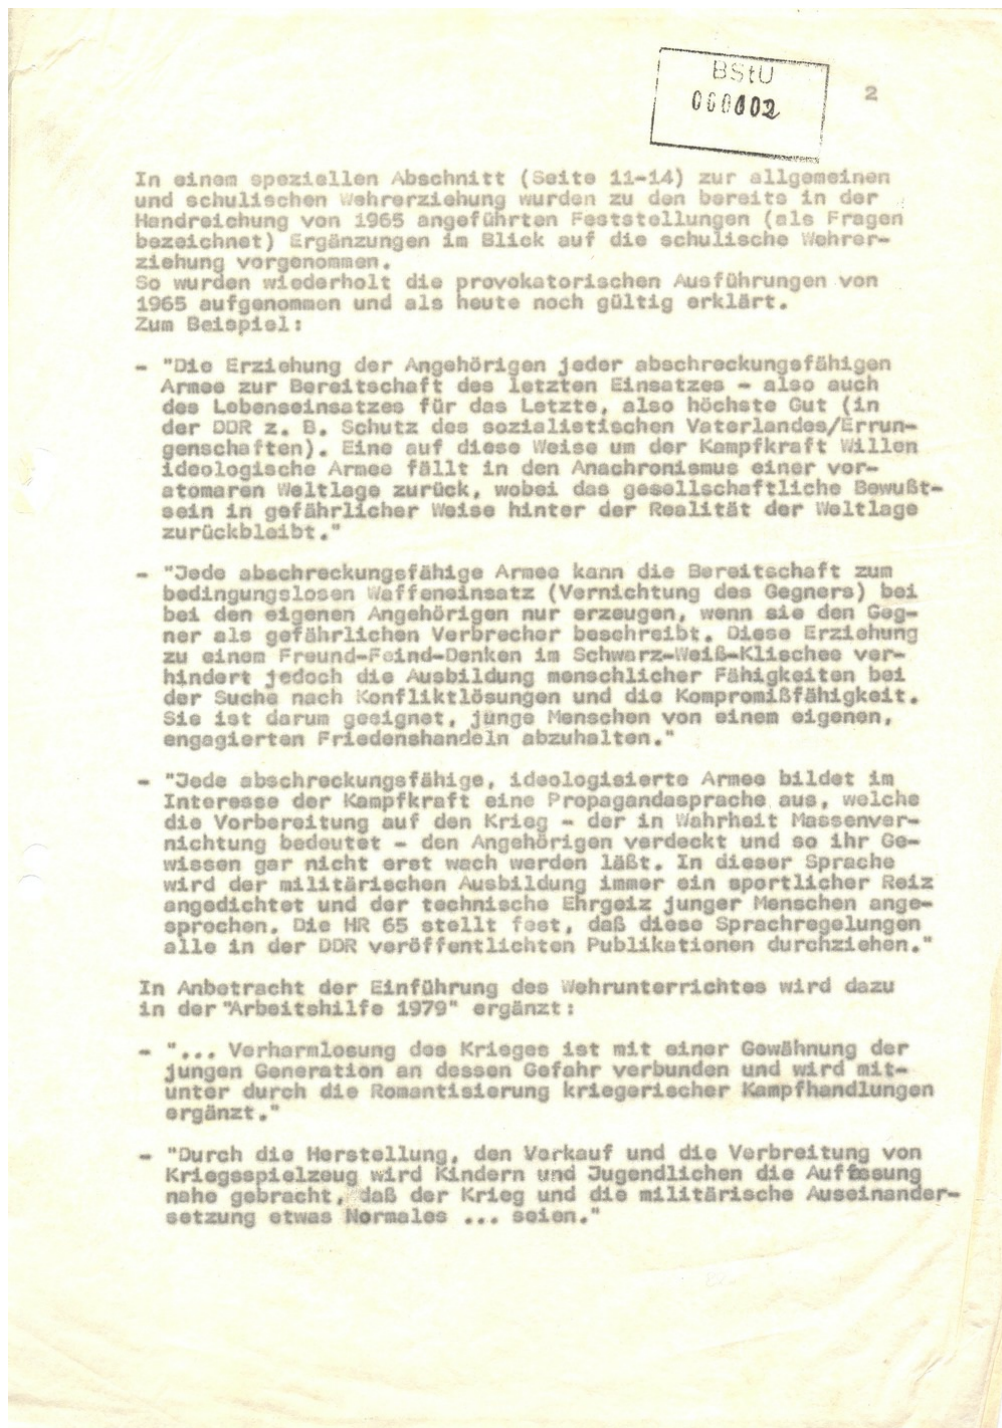 BStU
000002
2
In einem speziellen Abschnitt (Seite 11-14) zur allgemeinen
und schulischen Wehrerziehung wurden zu den bereits in der
Handreichung von 1965 angeführten Feststellungen (als Fragen
bezeichnet) Ergänzungen im Blick auf die schulische Wehrer-
ziehung vorgenommen.
So wurden wiederholt die provokatorischen Ausführungen von
1965 aufgenommen und als heute noch gültig erklärt.
Zum Beispiel:
- "Die Erziehung der Angehörigen jeder abschreckungsfähigen
Armee zur Bereitschaft des letzten Einsatzes - also auch
des Lebenseinsatzes für das Letzte, also höchste Gut (in
der DDR z. B. Schutz des sozialistischen Vaterlandes/Errun-
genschaften). Eine auf diese Weise um der Kampfkraft Willen
ideologische Armee fällt in den Anachronismus einer vor-
atomaren Weltlage zurück, wobei das gesellschaftliche Bewußt-
sein in gefährlicher Weise hinter der Realität der Weltlage
zurückbleibt."
- "Jede abschreckungsfähige Armee kann die Bereitschaft zum
bedingungslosen Waffeneinsatz (Vernichtung des Gegners) bei
bei den eigenen Angehörigen nur erzeugen, wenn sie den Geg-
ner als gefährlichen Verbrecher beschreibt. Diese Erziehung
zu einem Freund-Feind-Denken im Schwarz-Weiß-Klischee ver-
hindert jedoch die Ausbildung menschlicher Fähigkeiten bei
der Suche nach Konfliktlösungen und die Kompromißfähigkeit.
Sie ist darum geeignet, junge Menschen von einem eigenen,
engagierten Friedenshandeln abzuhalten."
- "Jede abschreckungsfähige, ideologisierte Armee bildet im
Interesse der Kampfkraft eine Propagandasprache aus, welche
die Vorbereitung auf den Krieg - der in Wahrheit Massenver-
nichtung bedeutet - den Angehörigen verdeckt und so ihr Ge-
wissen gar nicht erst wach werden läßt. In dieser Sprache
wird der militärischen Ausbildung immer ein sportlicher Reiz
angedichtet und der technische Ehrgeiz junger Menschen ange-
sprochen. Die HR 65 stellt fest, daß diese Sprachregelungen
alle in der DDR veröffentlichten Publikationen durchziehen."
In Anbetracht der Einführung des Wehrunterrichtes wird dazu
in der "Arbeitshilfe 1979" ergänzt:
- "... Verharmlosung des Krieges ist mit einer Gewöhnung der
jungen Generation an dessen Gefahr verbunden und wird mit-
unter durch die Romantisierung kriegerischer Kampfhandlungen
ergänzt."
- "Durch die Herstellung, den Verkauf und die Verbreitung von
Kriegsspielzeug wird Kindern und Jugendlichen die Auffassung
nahe gebracht, daß der Krieg und die militärische Auseinander-
setzung etwas Normales ... seien."